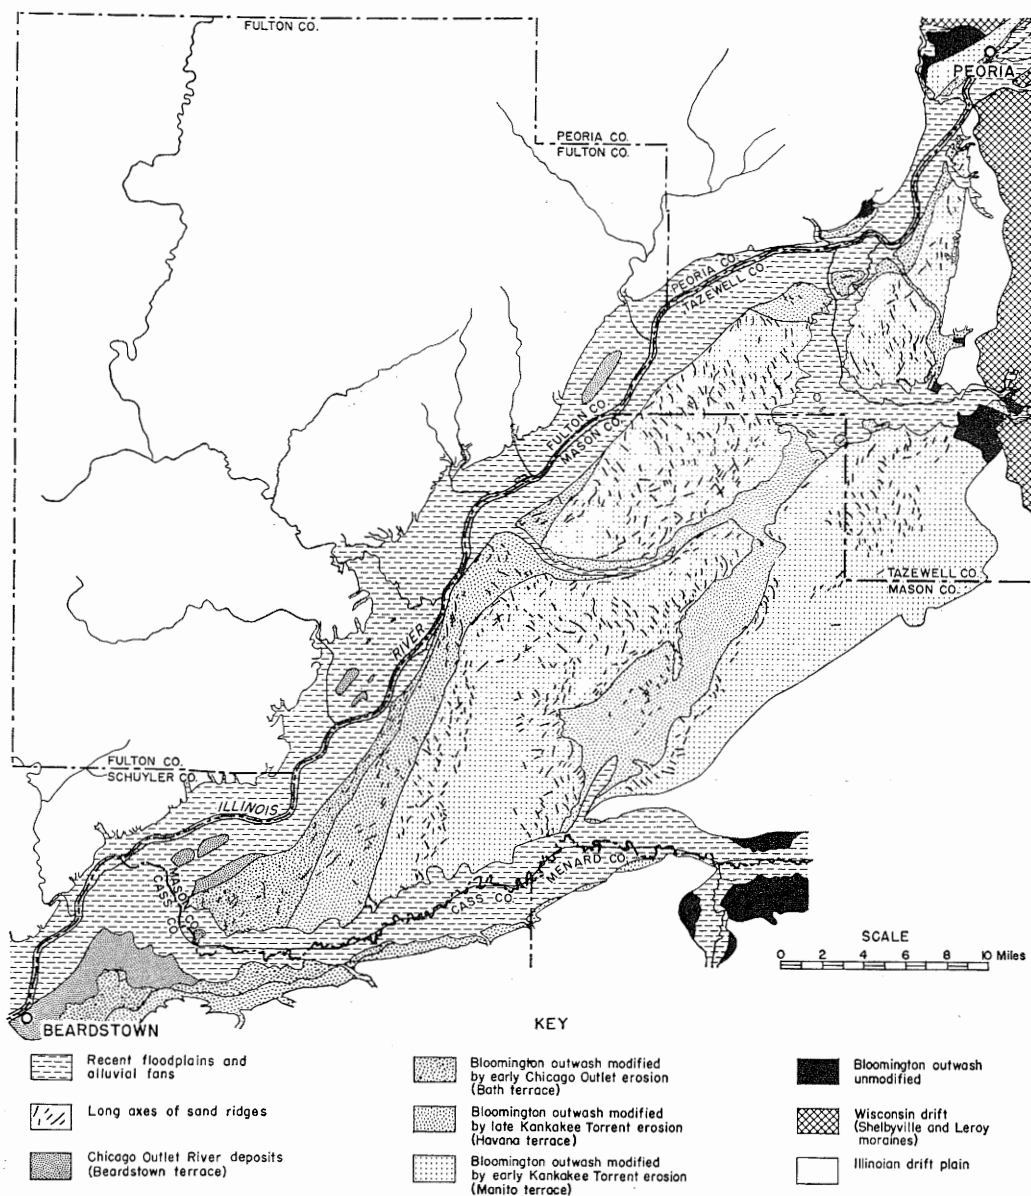 FULTON CO.
PEORIA
PEORIA CO.
FULTON CO.
PEORIA CO.
TAZEWELL CO.
FULTON CO.
MASON CO.
TAZEWELL CO.
MASON CO.
RIVER
FULTON CO.
SCHUYLER CO.
ILLINOIS
MASON CO.
CASS CO.
MENARD CO.
CASS CO.
SCALE
0 2 4 6 8 10 Miles
BEARDSTOWN
KEY
Recent floodplains and
alluvial fans
Long axes of sand ridges
Chicago Outlet River deposits
(Beardstown terrace)
Bloomington outwash modified
by early Chicago Outlet erosion
(Bath terrace)
Bloomington outwash modified
by late Kankakee Torrent erosion
(Havana terrace)
Bloomington outwash modified
by early Kankakee Torrent erosion
(Manito terrace)
Bloomington outwash
unmodified
Wisconsin drift
(Shelbyville and Leroy
moraines)
Illinoian drift plain